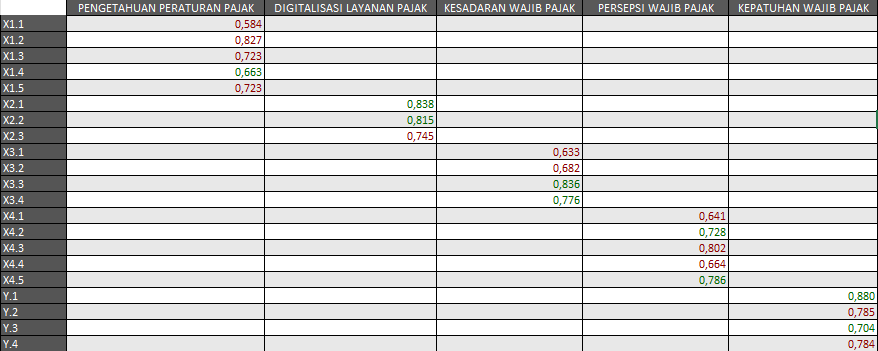 PENGETAHUAN PERATURAN PAJAK DIGITALISASI LAYANAN PAJAK KESADARAN WAJIB PAJAK PERSEPSI WAJIB PAJAK KEPATUHAN WAJIB PAJAK
X1.1 0,584
X1.2 0,827
X1.3 0,723
X1.4 0,663
X1.5 0,723
X2.1 0,838
X2.2 0,815
X2.3 0,745
X3.1 0,633
X3.2 0,682
X3.3 0,836
X3.4 0,776
X4.1 0,641
X4.2 0,728
X4.3 0,802
X4.4 0,664
X4.5 0,786
Y.1 0,880
Y.2 0,785
Y.3 0,704
Y.4 0,784